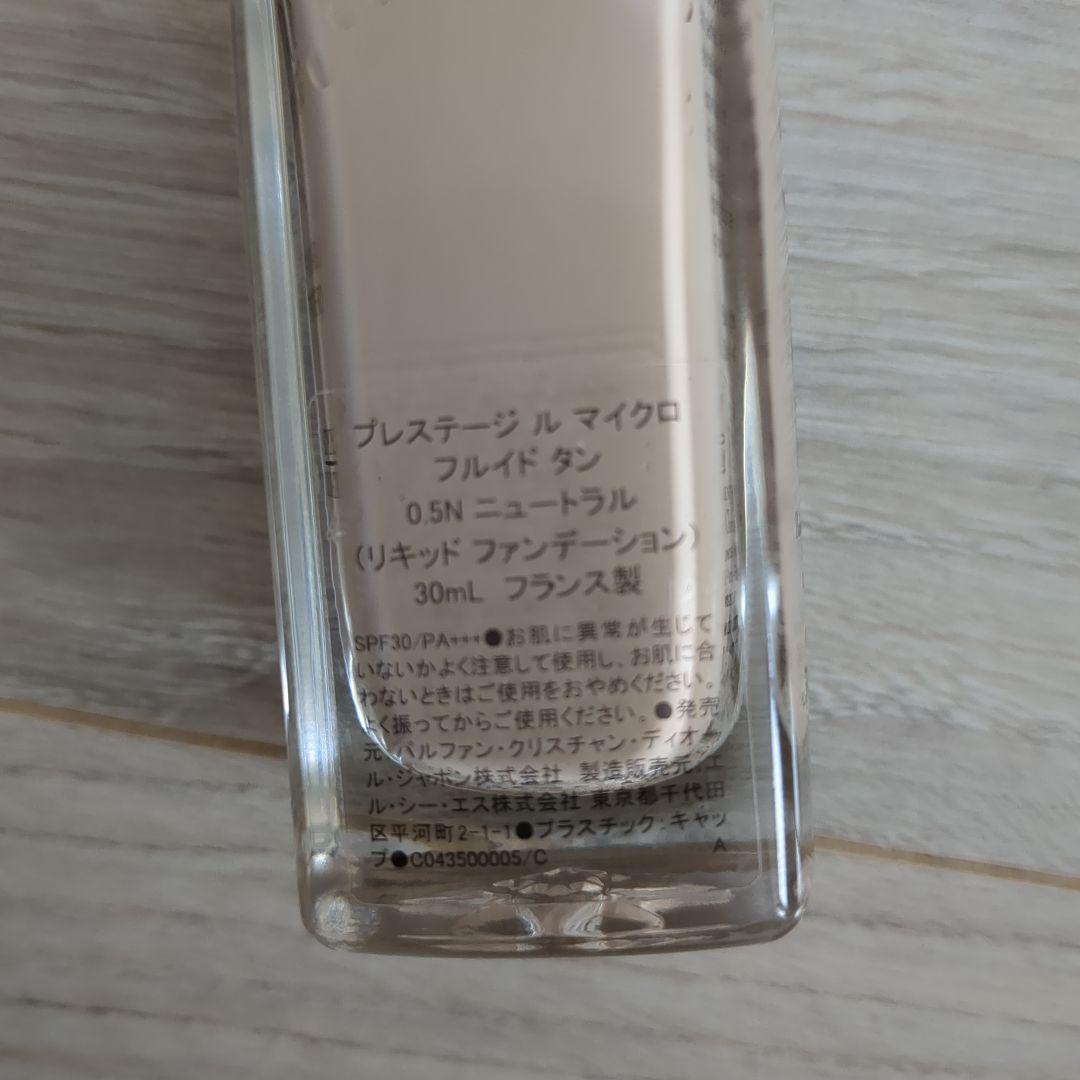 プレステージ ル マイクロ
フルイド タン
0.5N ニュートラル
(リキッド ファンデーション)
30mL フランス製
SPF30/PA+++●お肌に異常が生じて
いないかよく注意して使用し、お肌に合
わないときはご使用をおやめください。
よく振ってからご使用ください。●発売
元 パルファン・クリスチャン・ディオー
ル・ジャポン株式会社 製造販売元:エ
ル・シー・エス株式会社 東京都千代田
区平河町2-1-1●プラスチック:キャッ
プ●C043500005/C A